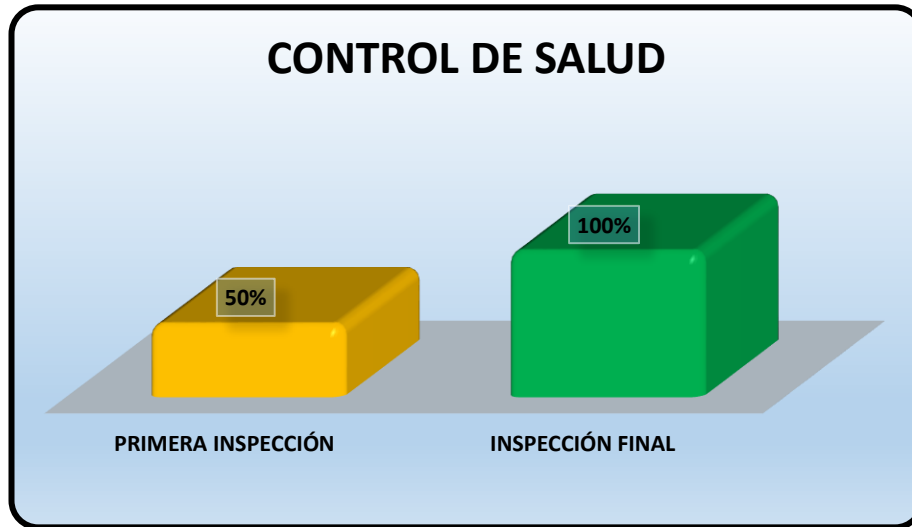 CONTROL DE SALUD
50%
100%
PRIMERA INSPECCIÓN
INSPECCIÓN FINAL